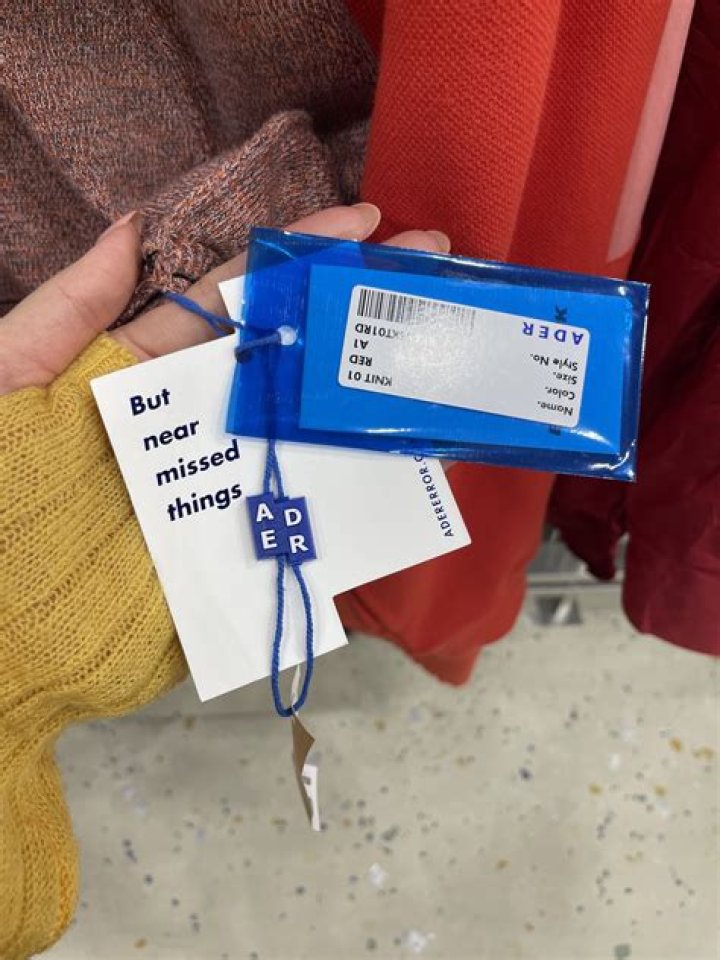 But
near
missed
things
A D
E R
ADERERROR.
ADER
Style No.
Size. A1
Color. RED
Name. KNIT 01